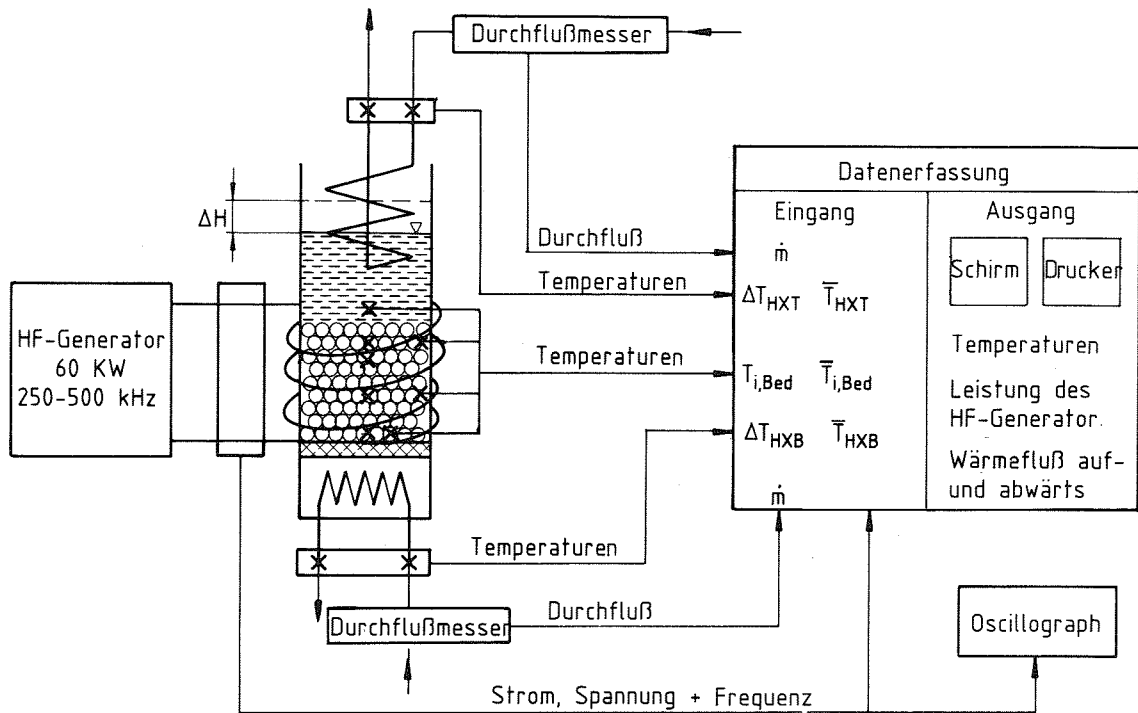 Durchflußmesser
ΔH
HF-Generator
60 KW
250-500 kHz
Durchfluß
Temperaturen
Temperaturen
Temperaturen
Durchfluß
Durchflußmesser
Strom, Spannung + Frequenz
Datenerfassung
Eingang
ṁ
ΔT_HXT T̅_HXT
T_i,Bed T̅_i,Bed
ΔT_HXB T̅_HXB
ṁ
Ausgang
Schirm Drucker
Temperaturen
Leistung des
HF-Generator.
Wärmefluß auf-
und abwärts
Oscillograph